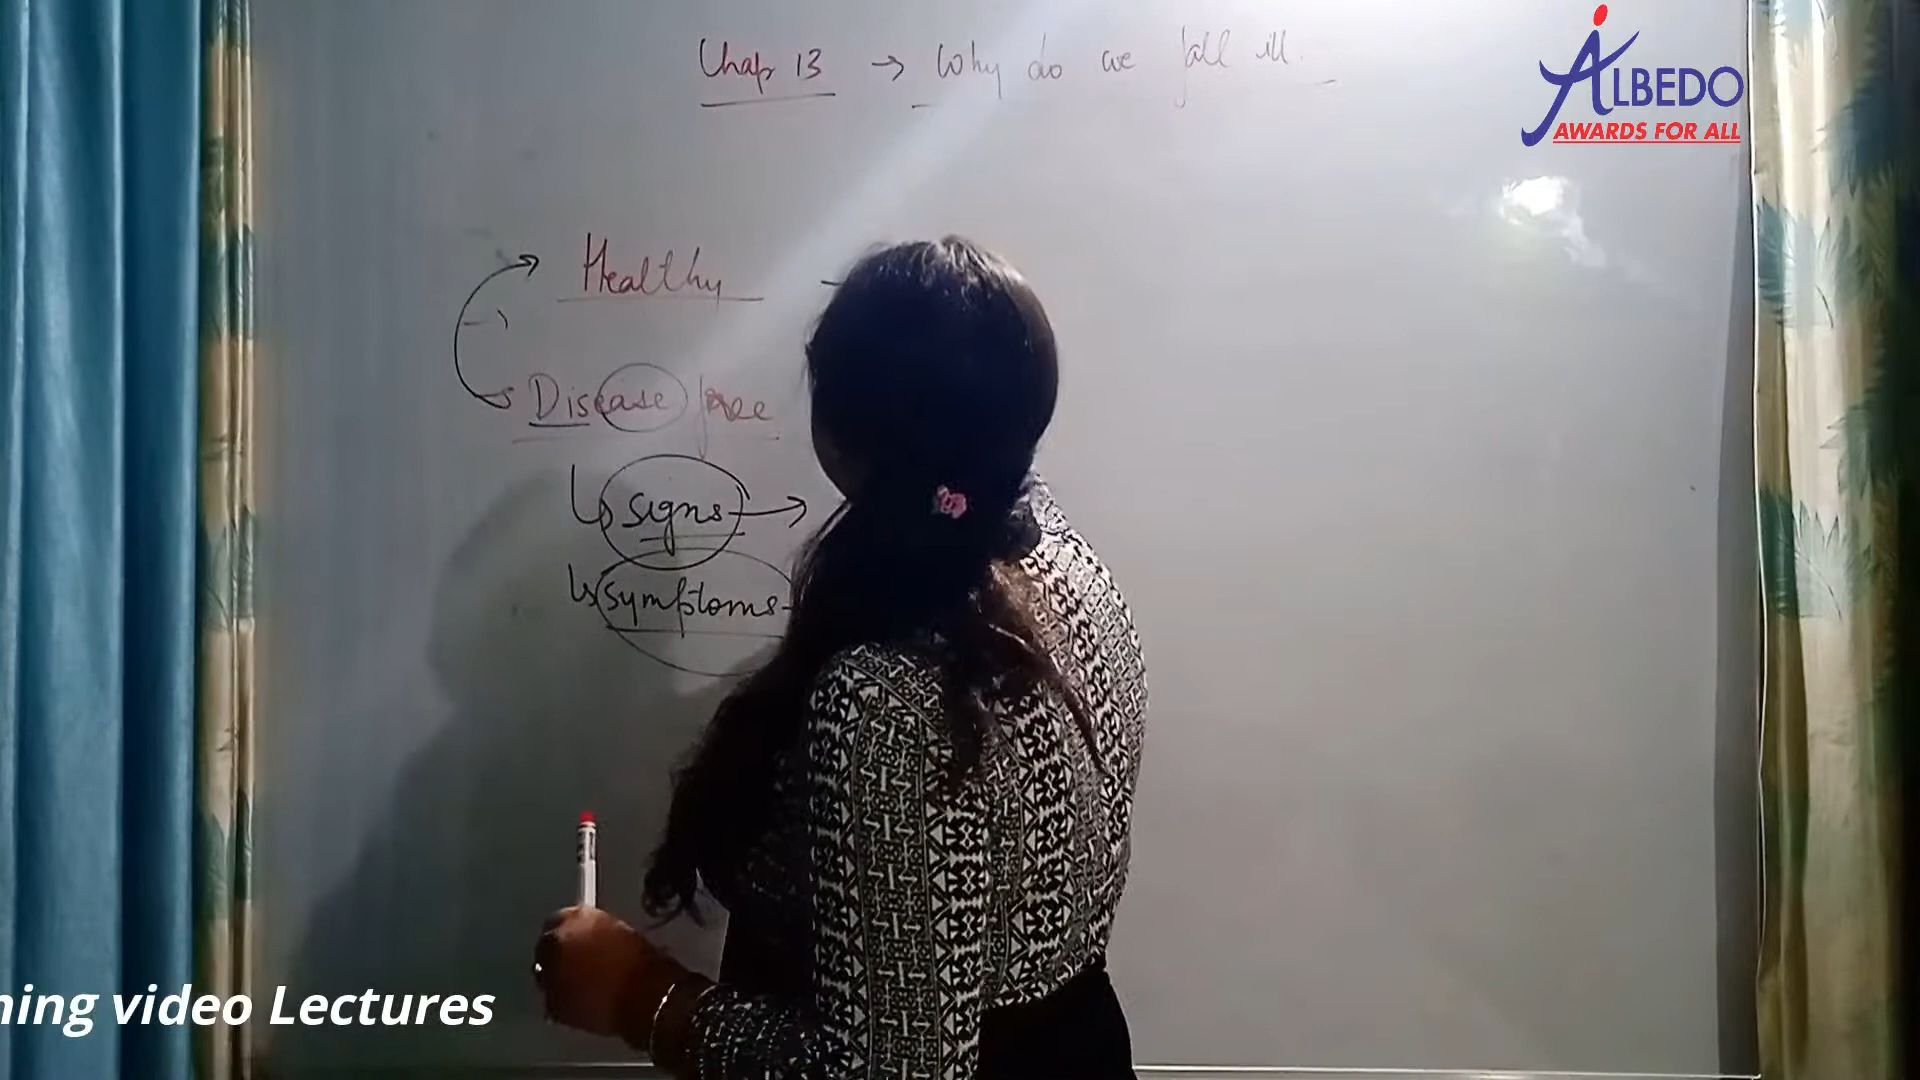 Chap 13 → Why do we fall ill.
ALBEDO
AWARDS FOR ALL
Healthy
Disease free
signs →
symptoms
ning video Lectures